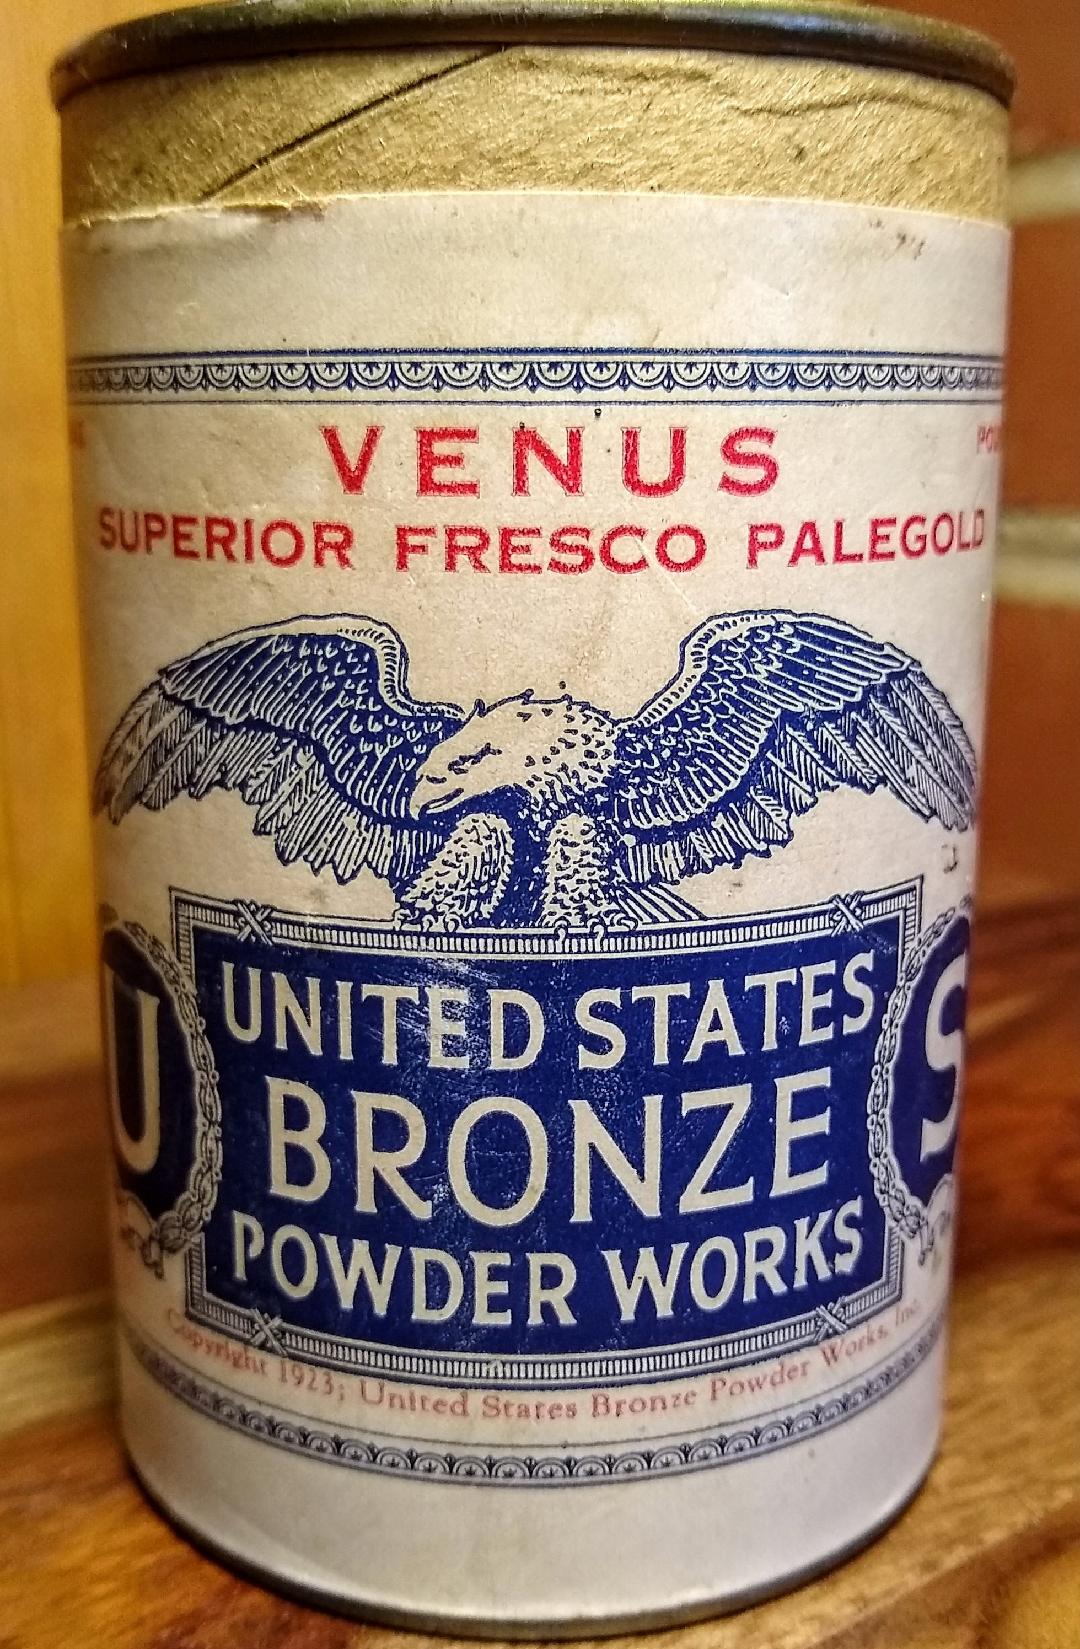 VENUS
SUPERIOR FRESCO PALEGOLD
U
S
UNITED STATES
BRONZE
POWDER WORKS
Copyright 1923; United States Bronze Powder Works, Inc.